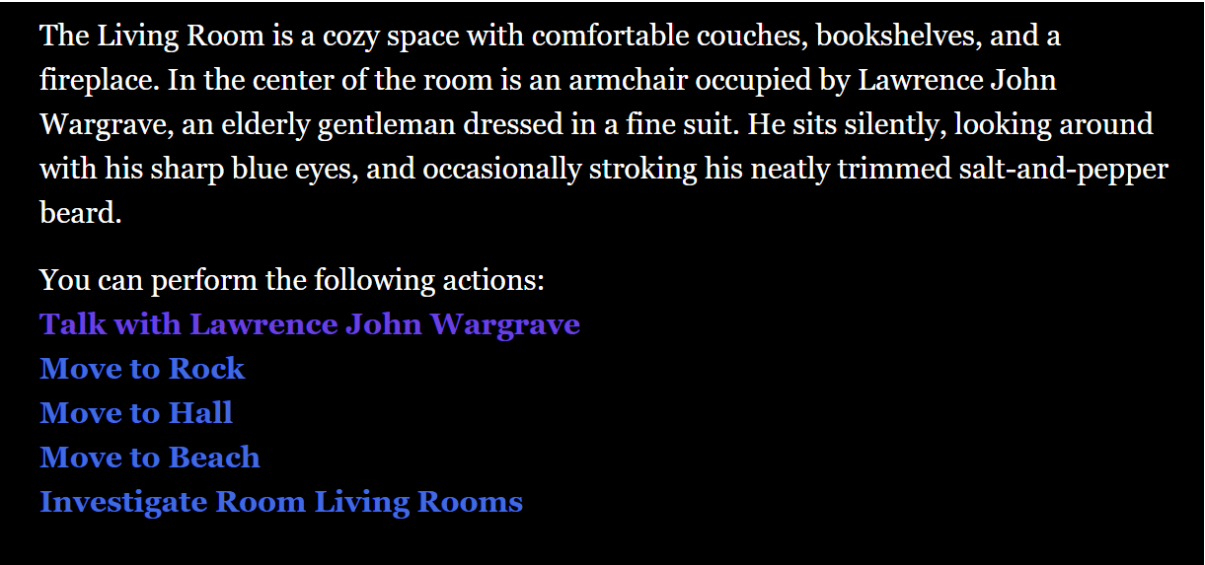 The Living Room is a cozy space with comfortable couches, bookshelves, and a
fireplace. In the center of the room is an armchair occupied by Lawrence John
Wargrave, an elderly gentleman dressed in a fine suit. He sits silently, looking around
with his sharp blue eyes, and occasionally stroking his neatly trimmed salt-and-pepper
beard.
You can perform the following actions:
Talk with Lawrence John Wargrave
Move to Rock
Move to Hall
Move to Beach
Investigate Room Living Rooms